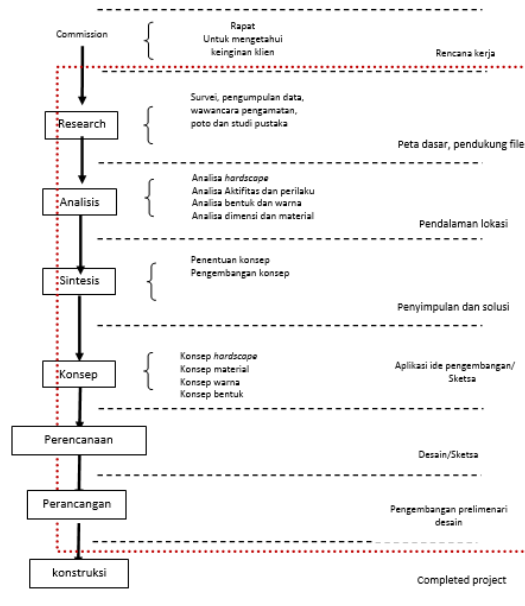 Commission
Rapat
Untuk mengetahui
keinginan klien
Rencana kerja
Research
Survei, pengumpulan data,
wawancara pengamatan,
poto dan studi pustaka
Peta dasar, pendukung file
Analisis
Analisa hardscape
Analisa Aktifitas dan perilaku
Analisa bentuk dan warna
Analisa dimensi dan material
Pendalaman lokasi
Sintesis
Penentuan konsep
Pengembangan konsep
Penyimpulan dan solusi
Konsep
Konsep hardscape
Konsep material
Konsep warna
Konsep bentuk
Aplikasi ide pengembangan/
Sketsa
Perencanaan
Desain/Sketsa
Perancangan
Pengembangan prelimenari
desain
konstruksi
Completed project